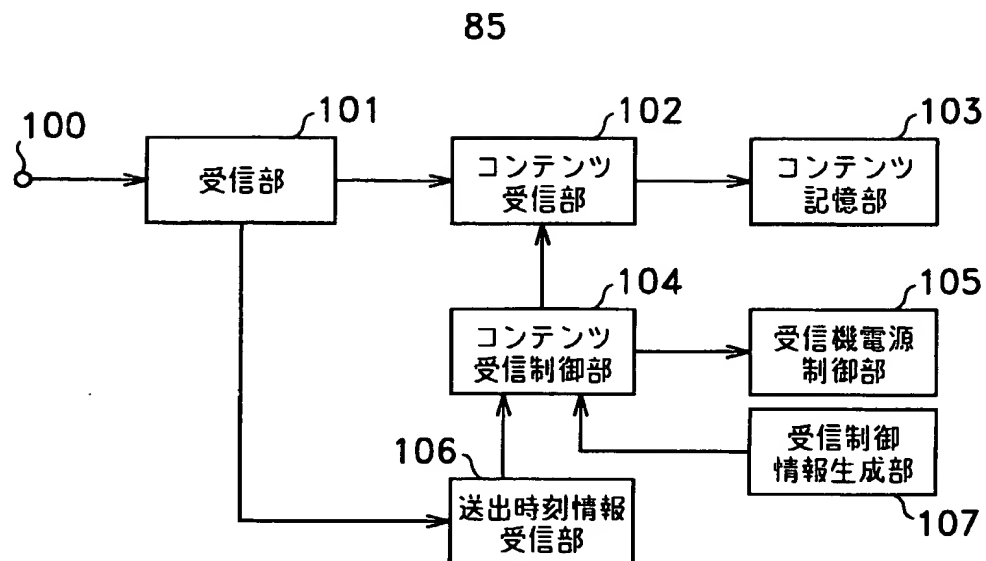 85
100
101
102
103
受信部
コンテンツ
受信部
コンテンツ
記憶部
104
105
コンテンツ
受信制御部
受信機電源
制御部
106
受信制御
情報生成部
107
送出時刻情報
受信部